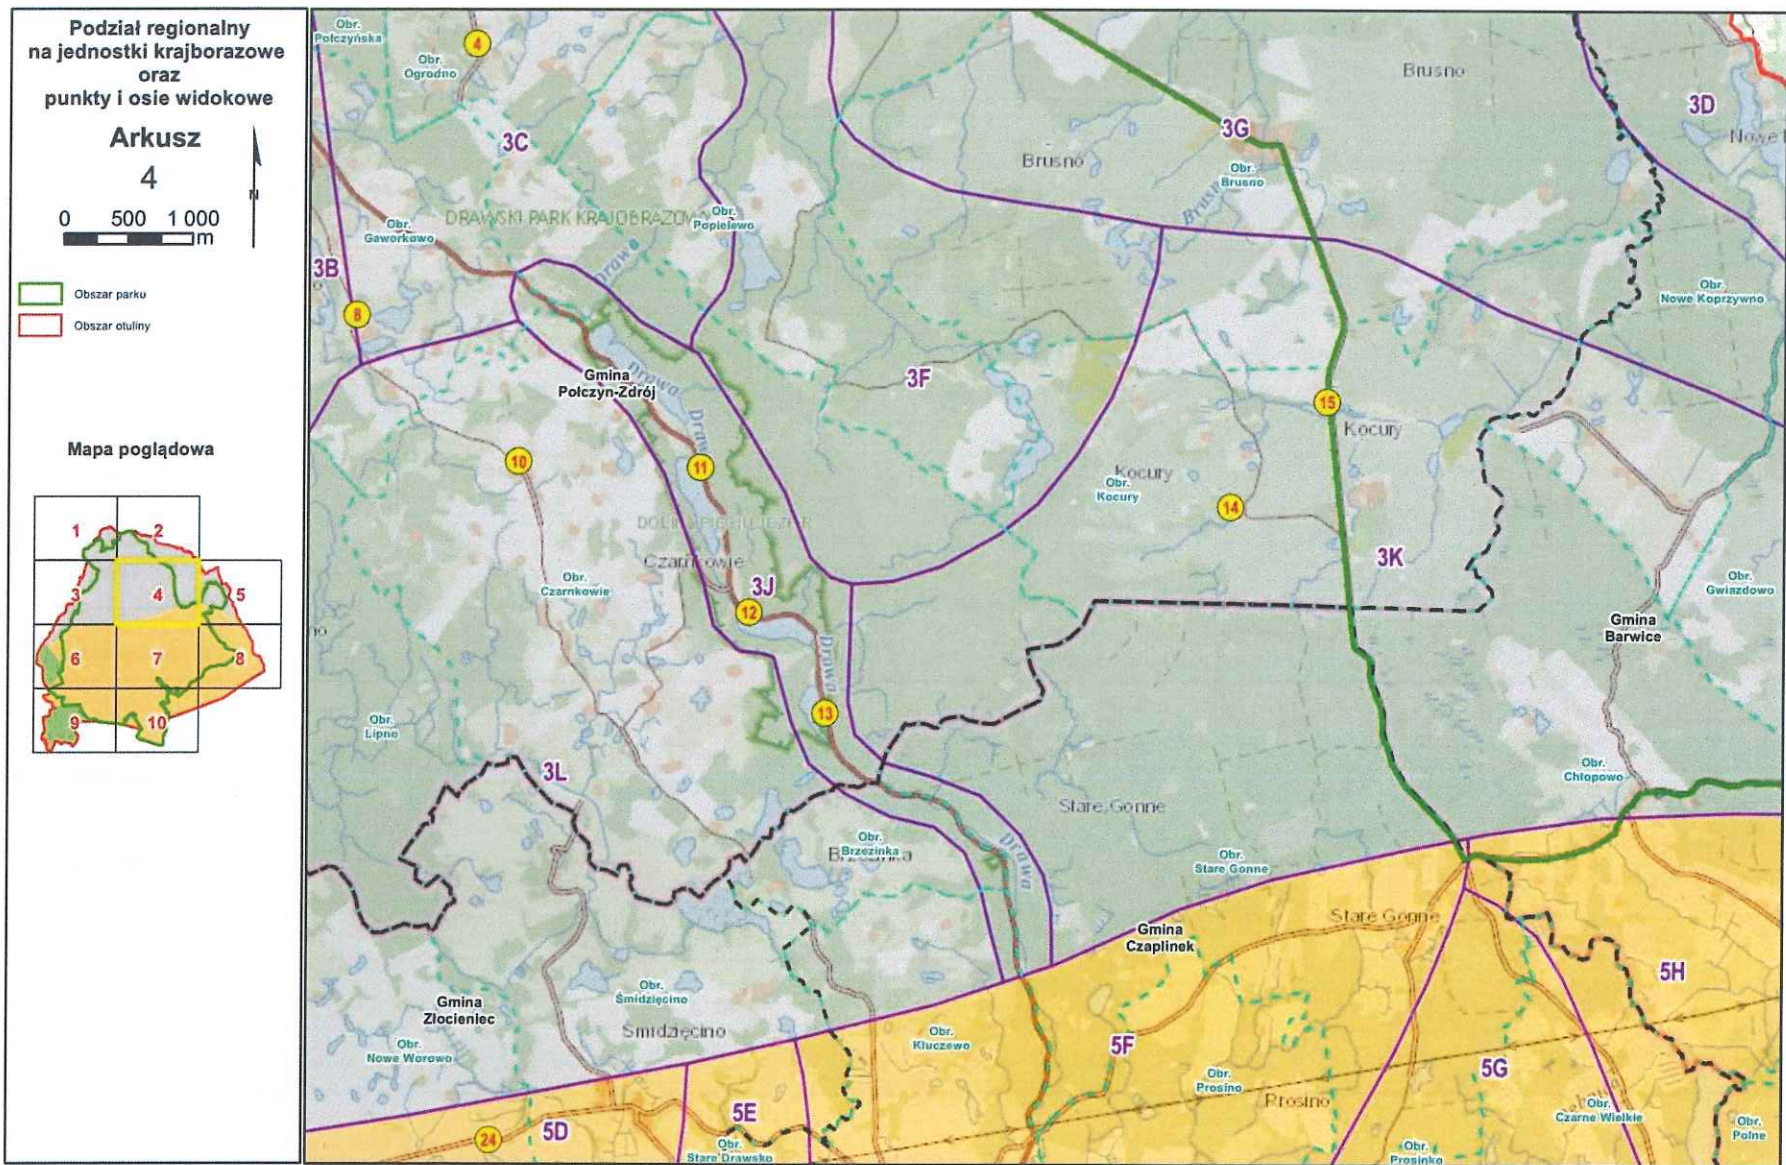 Podział regionalny
na jednostki krajborazowe
oraz
punkty i osie widokowe
Arkusz
4
N
0 500 1 000
m
Obszar parku
Obszar otuliny
Mapa poglądowa
1 2
3 4 5
6 7 8
9 10
Obr.
Połczyńska
4
Obr.
Ogrodno
3C
Brusno
3G
3D
Brusno
Obr.
Brusno
DRAWSKI PARK KRAJOBRAZOW
Obr.
Popielewo
Obr.
Gaworkowo
Drawa
3B
8
Obr.
Nowe Koprzywno
Gmina
Połczyn-Zdrój
Drawa
3F
15
Kocury
10
11
Kocury
Obr.
Kocury
14
Czarnkowie
3J
Obr.
Czarnkowie
12
3K
Obr.
Gwiazdowo
Gmina
Barwice
Drawa
13
Obr.
Lipno
3L
Obr.
Chłopowo
Stare Gonne
Obr.
Brzezinka
Brzezinka
Drawa
Obr.
Stare Gonne
Stare Gonne
Gmina
Czaplinek
5H
Obr.
Śmidzięcino
Gmina
Złocieniec
Śmidzięcino
Obr.
Nowe Worowo
Obr.
Kluczewo
5F
Obr.
Prosino
5G
Prosino
Obr.
Czarne Wielkie
5E
5D
24
Obr.
Stare Drawsko
Obr.
Prosinko
Obr.
Polne